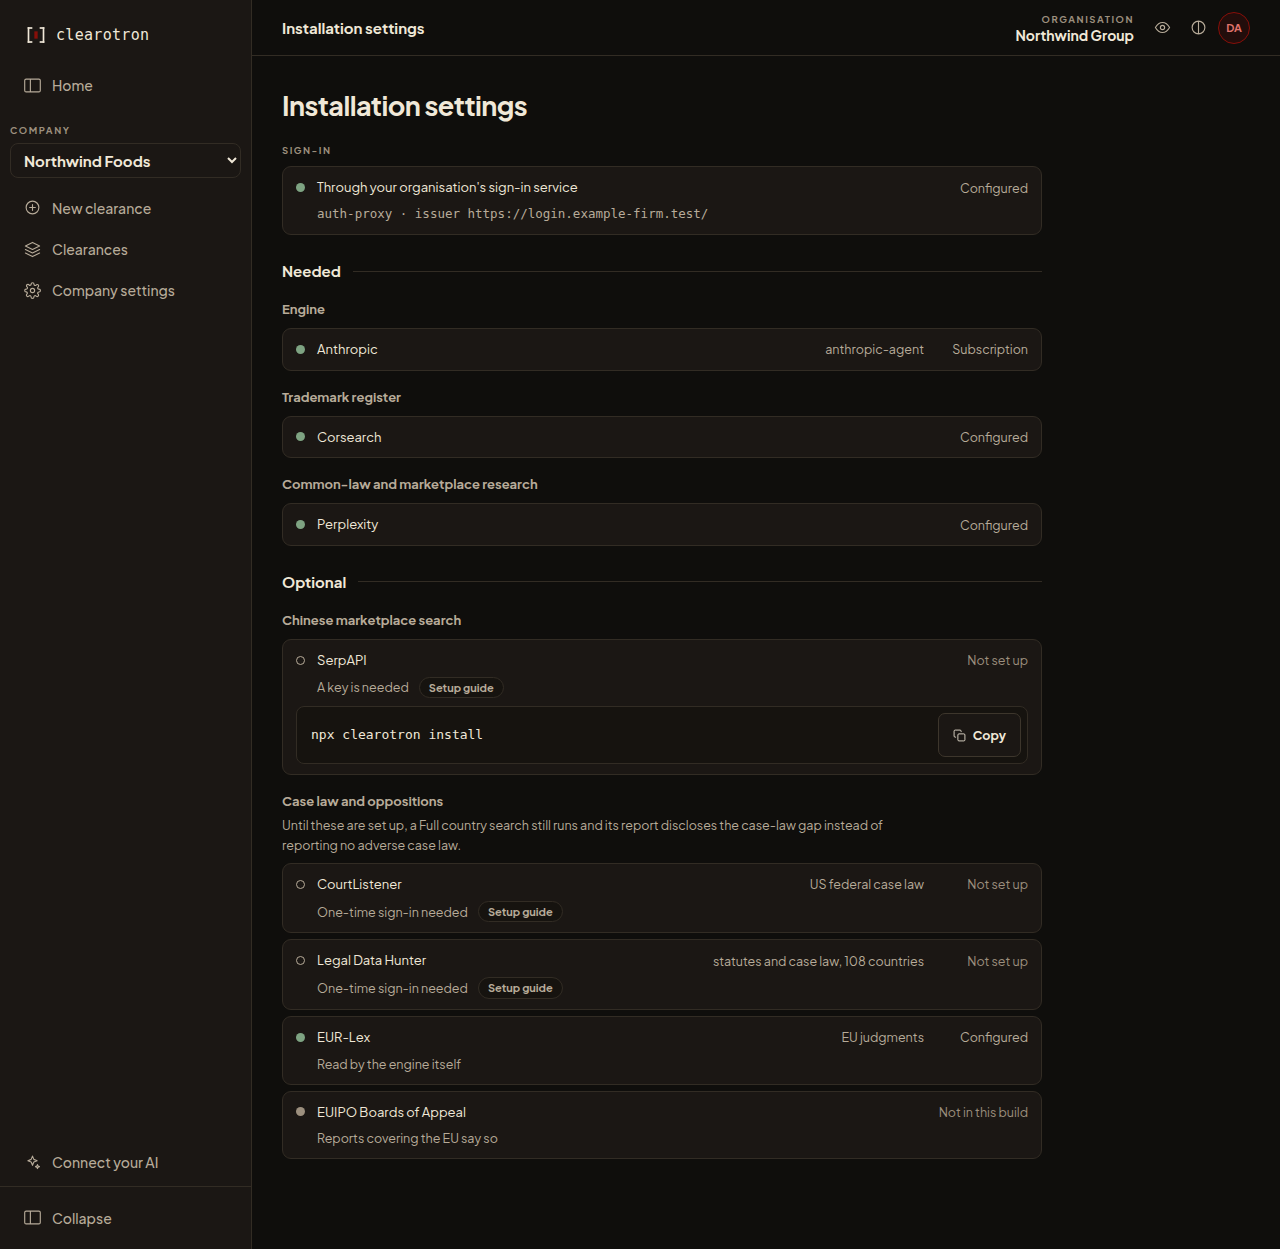 clearotron
Home
COMPANY
Northwind Foods
New clearance
Clearances
Company settings
Connect your AI
Collapse
Installation settings
ORGANISATION
Northwind Group
DA
Installation settings
SIGN-IN
Through your organisation's sign-in service
Configured
auth-proxy · issuer https://login.example-firm.test/
Needed
Engine
Anthropic
anthropic-agent
Subscription
Trademark register
Corsearch
Configured
Common-law and marketplace research
Perplexity
Configured
Optional
Chinese marketplace search
SerpAPI
Not set up
A key is needed
Setup guide
npx clearotron install
Copy
Case law and oppositions
Until these are set up, a Full country search still runs and its report discloses the case-law gap instead of
reporting no adverse case law.
CourtListener
US federal case law
Not set up
One-time sign-in needed
Setup guide
Legal Data Hunter
statutes and case law, 108 countries
Not set up
One-time sign-in needed
Setup guide
EUR-Lex
EU judgments
Configured
Read by the engine itself
EUIPO Boards of Appeal
Not in this build
Reports covering the EU say so